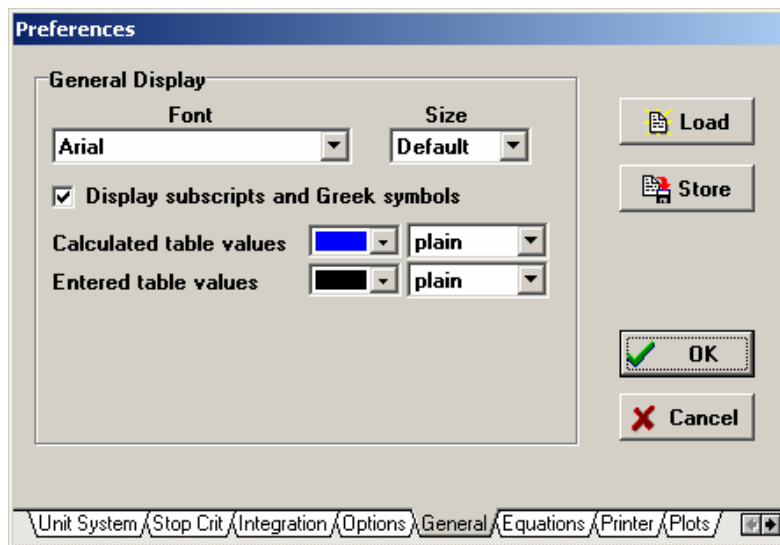 Preferences
General Display
Font Size
Arial Default
Load
Store
Display subscripts and Greek symbols
Calculated table values plain
Entered table values plain
OK
Cancel
Unit System Stop Crit Integration Options General Equations Printer Plots